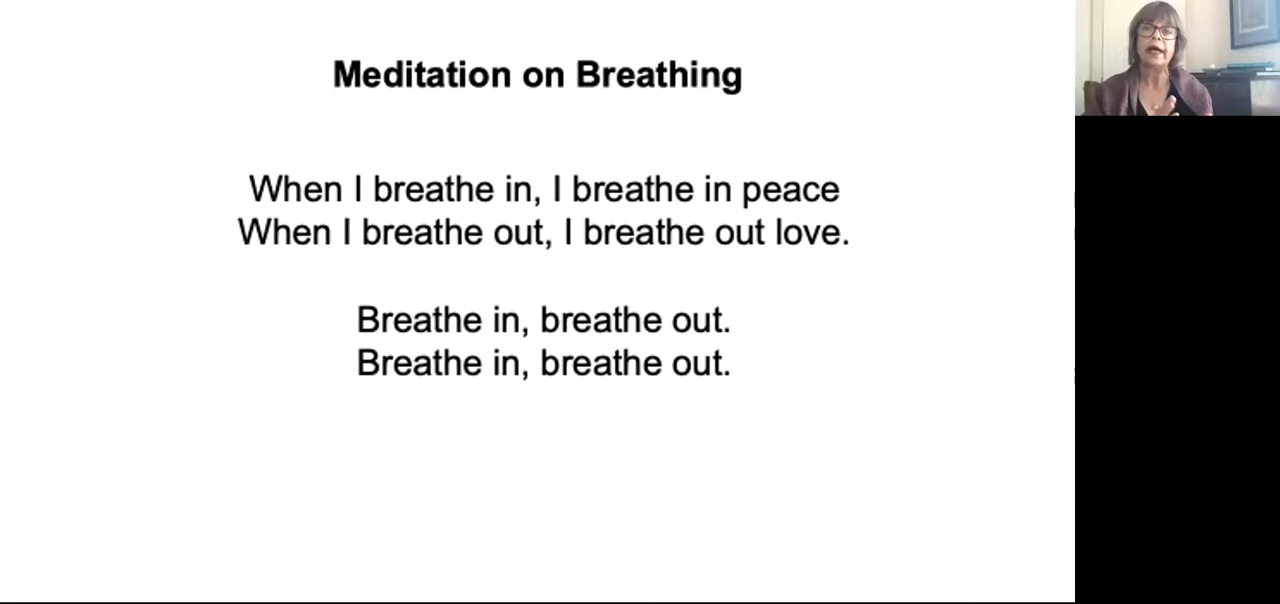 Meditation on Breathing
When I breathe in, I breathe in peace
When I breathe out, I breathe out love.
Breathe in, breathe out.
Breathe in, breathe out.